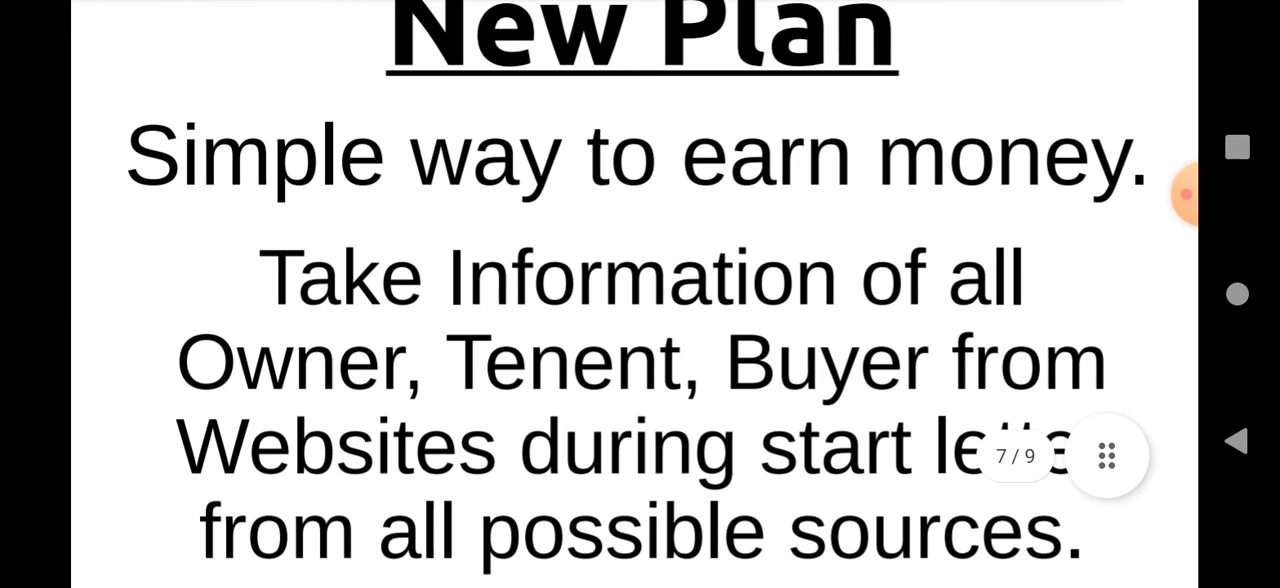 New Plan
Simple way to earn money.
Take Information of all
Owner, Tenent, Buyer from
Websites during start
from all possible sources.
7 / 9